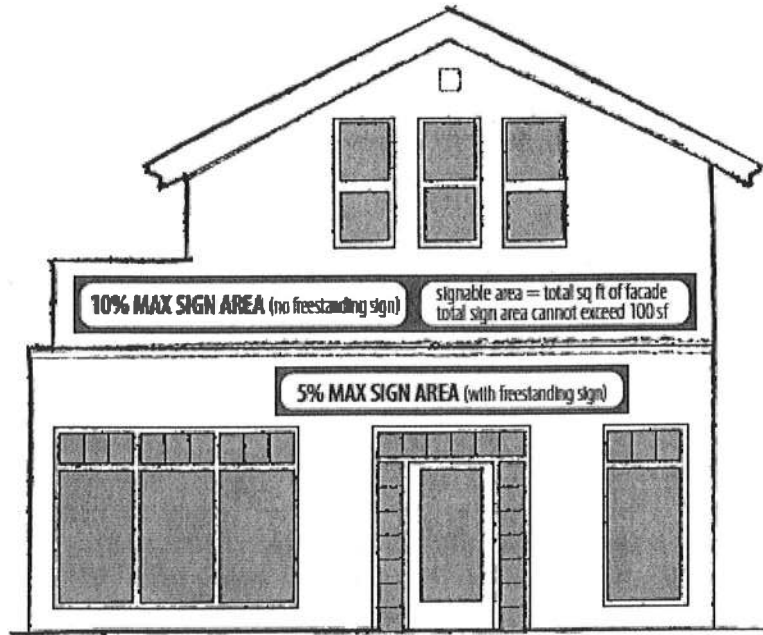 10% MAX SIGN AREA (no freestanding sign)
signable area = total sq ft of facade
total sign area cannot exceed 100 sf
5% MAX SIGN AREA (with freestanding sign)